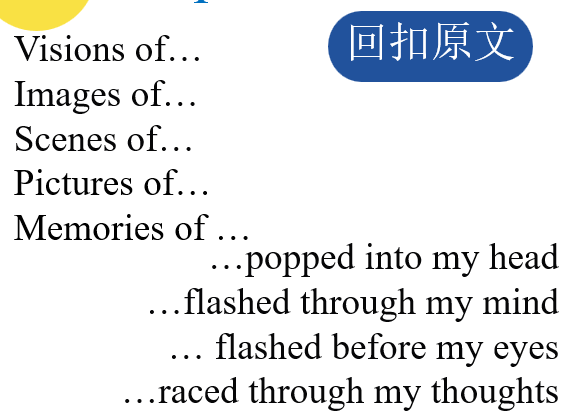 Visions of…
回扣原文
Images of…
Scenes of…
Pictures of…
Memories of …
…popped into my head
…flashed through my mind
… flashed before my eyes
…raced through my thoughts